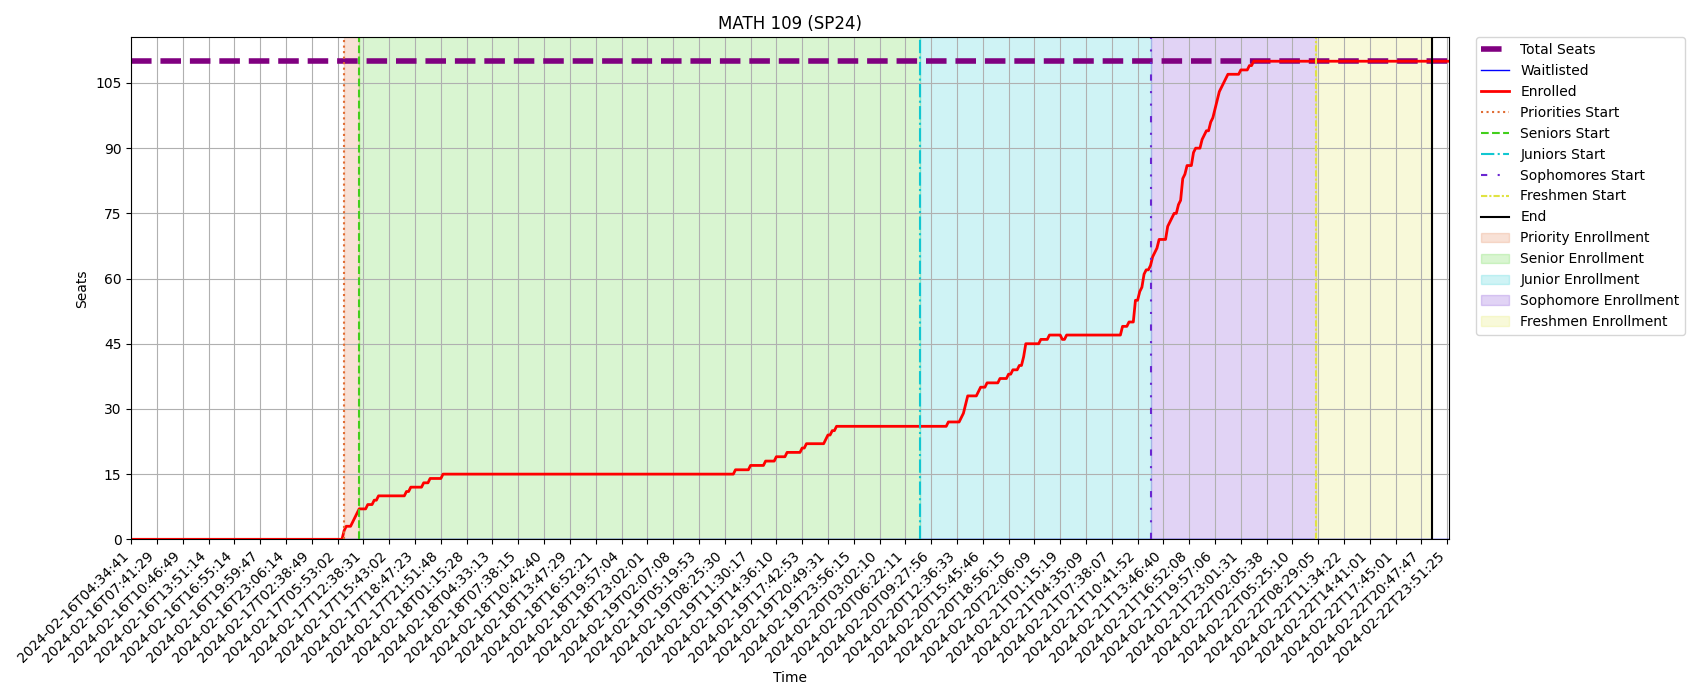 MATH 109 (SP24)
Seats
105
90
75
60
45
30
15
0
2024-02-16T04:34:41
2024-02-16T07:41:29
2024-02-16T10:46:49
2024-02-16T13:51:14
2024-02-16T16:55:14
2024-02-16T19:59:47
2024-02-16T23:06:14
2024-02-17T02:38:49
2024-02-17T05:53:02
2024-02-17T12:38:31
2024-02-17T15:43:02
2024-02-17T18:47:23
2024-02-17T21:51:48
2024-02-18T01:15:28
2024-02-18T04:33:13
2024-02-18T07:38:15
2024-02-18T10:42:40
2024-02-18T13:47:29
2024-02-18T16:52:21
2024-02-18T19:57:04
2024-02-18T23:02:01
2024-02-19T02:07:08
2024-02-19T05:19:53
2024-02-19T08:25:30
2024-02-19T11:30:17
2024-02-19T14:36:10
2024-02-19T17:42:53
2024-02-19T20:49:31
2024-02-19T23:56:15
2024-02-20T03:02:10
2024-02-20T06:22:11
2024-02-20T09:27:56
2024-02-20T12:36:33
2024-02-20T15:45:46
2024-02-20T18:56:15
2024-02-20T22:06:09
2024-02-21T01:15:19
2024-02-21T04:35:09
2024-02-21T07:38:07
2024-02-21T10:41:52
2024-02-21T13:46:40
2024-02-21T16:52:08
2024-02-21T19:57:06
2024-02-21T23:01:31
2024-02-22T02:05:38
2024-02-22T05:25:10
2024-02-22T08:29:05
2024-02-22T11:34:22
2024-02-22T14:41:01
2024-02-22T17:45:01
2024-02-22T20:47:47
2024-02-22T23:51:25
Time
Total Seats
Waitlisted
Enrolled
Priorities Start
Seniors Start
Juniors Start
Sophomores Start
Freshmen Start
End
Priority Enrollment
Senior Enrollment
Junior Enrollment
Sophomore Enrollment
Freshmen Enrollment